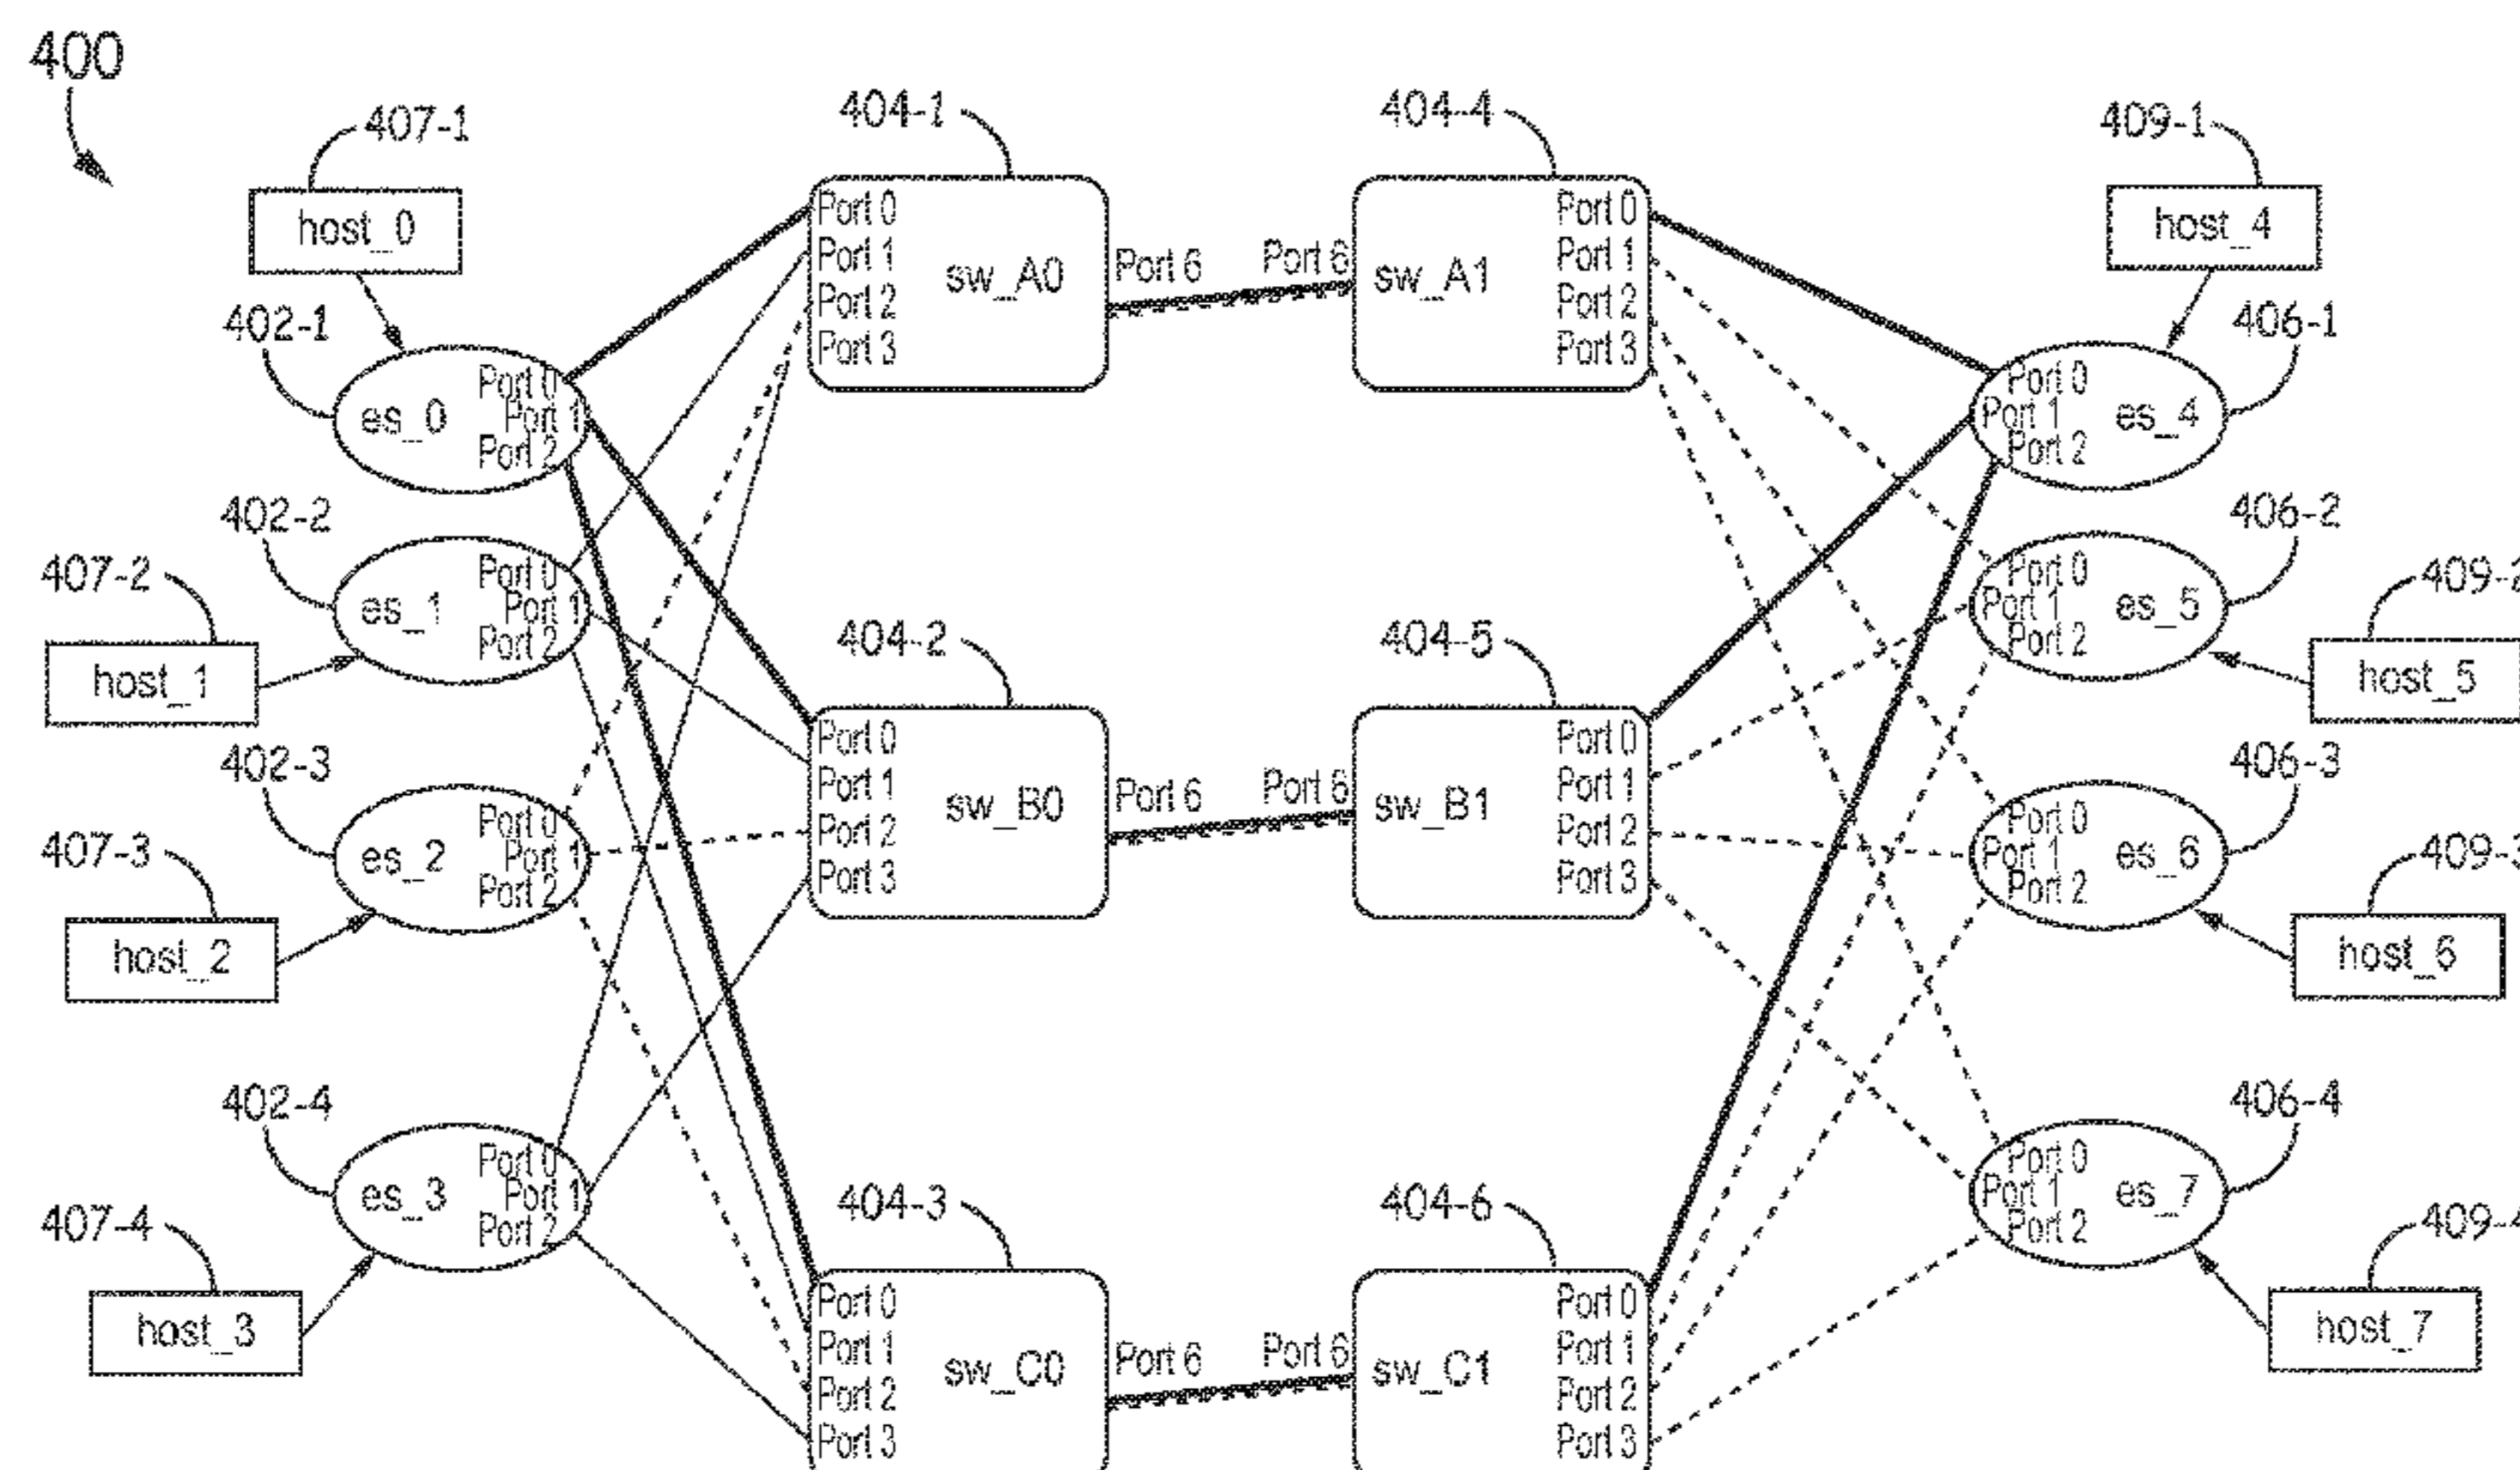 400
407-1
404-1
404-4
409-1
host_0
host_4
Port 0
Port 1
Port 2
Port 3
sw_A0
Port 6
Port 6
sw_A1
Port 0
Port 1
Port 2
Port 3
402-1
es_0
Port 0
Port 1
Port 2
406-1
Port 0
Port 1
Port 2
es_4
402-2
407-2
es_1
Port 0
Port 1
Port 2
host_1
406-2
409-2
Port 0
Port 1
Port 2
es_5
host_5
404-2
404-5
Port 0
Port 1
Port 2
Port 3
sw_B0
Port 6
Port 6
sw_B1
Port 0
Port 1
Port 2
Port 3
402-3
407-3
es_2
Port 0
Port 1
Port 2
host_2
406-3
409-3
Port 0
Port 1
Port 2
es_6
host_6
402-4
407-4
es_3
Port 0
Port 1
Port 2
host_3
406-4
409-4
Port 0
Port 1
Port 2
es_7
host_7
404-3
404-6
Port 0
Port 1
Port 2
Port 3
sw_C0
Port 6
Port 6
sw_C1
Port 0
Port 1
Port 2
Port 3